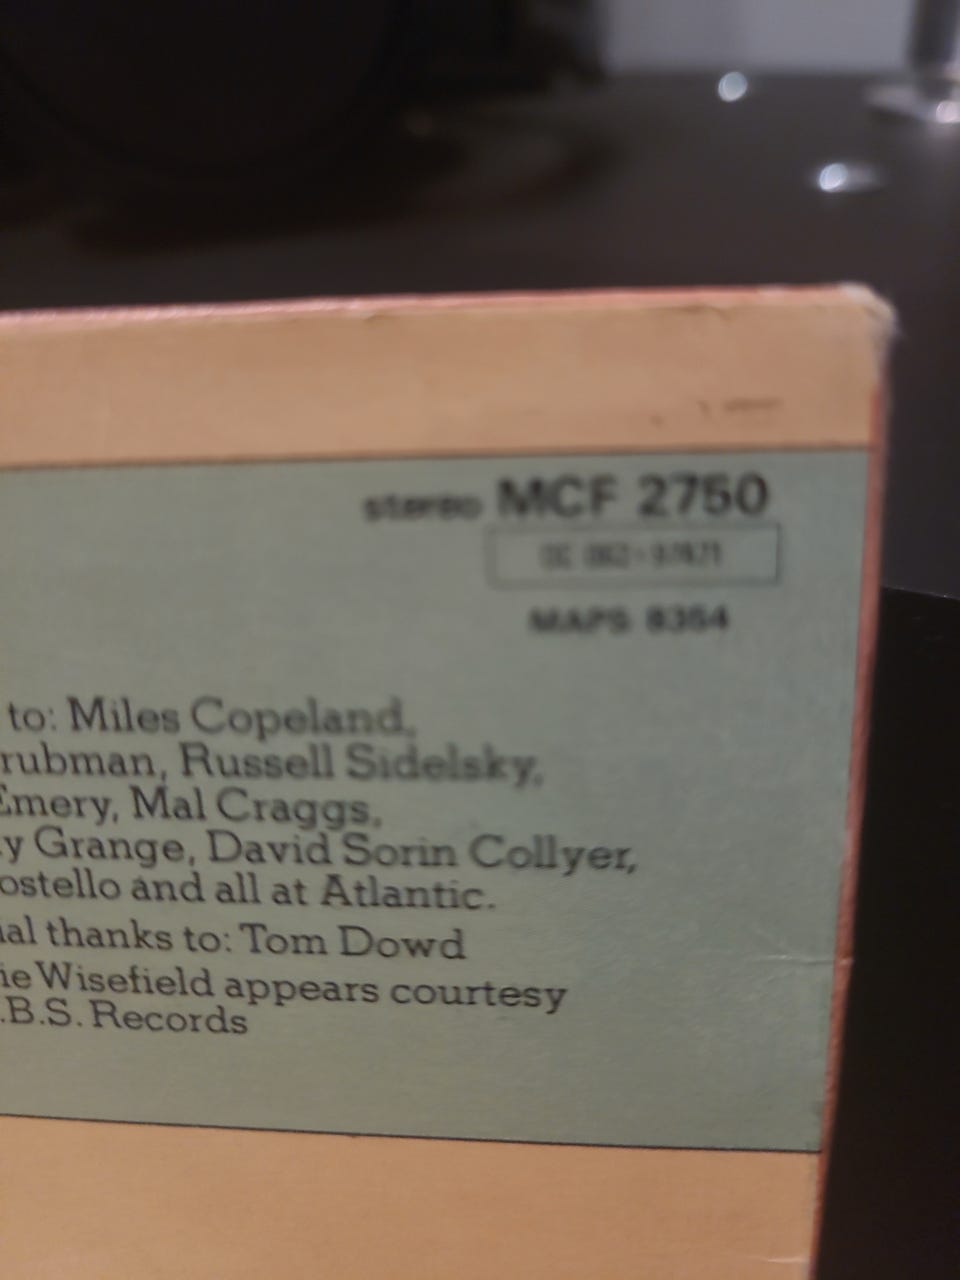 stereo MCF 2750
MAPS 8354
to: Miles Copeland,
rubman, Russell Sidelsky,
Emery, Mal Craggs,
y Grange, David Sorin Collyer,
ostello and all at Atlantic.
ial thanks to: Tom Dowd
ie Wisefield appears courtesy
.B.S. Records